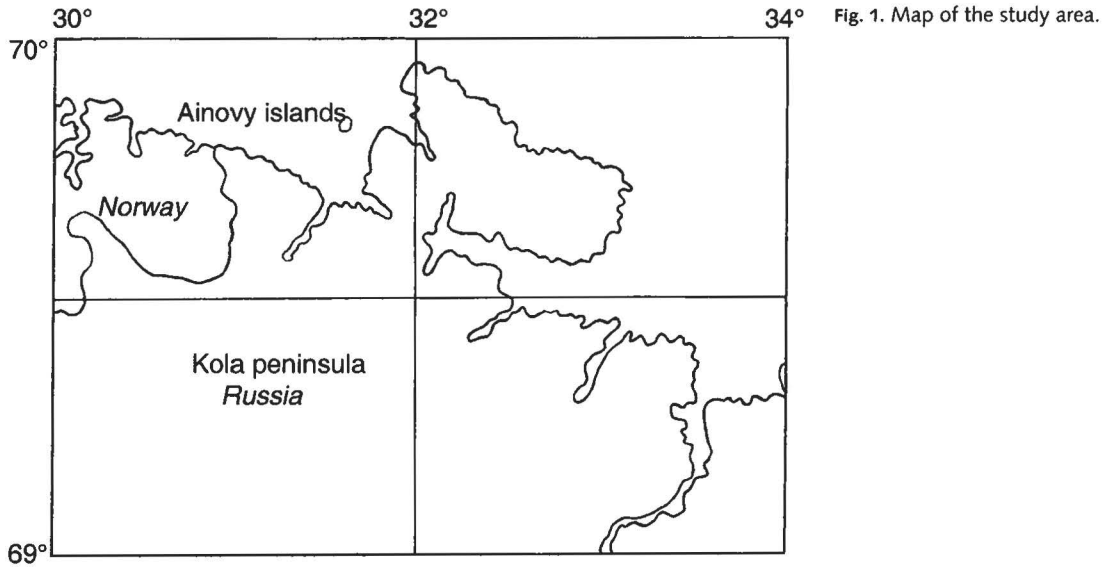 30° 32° 34°
Fig. 1. Map of the study area.
70°
Ainovy islands
Norway
Kola peninsula
Russia
69°